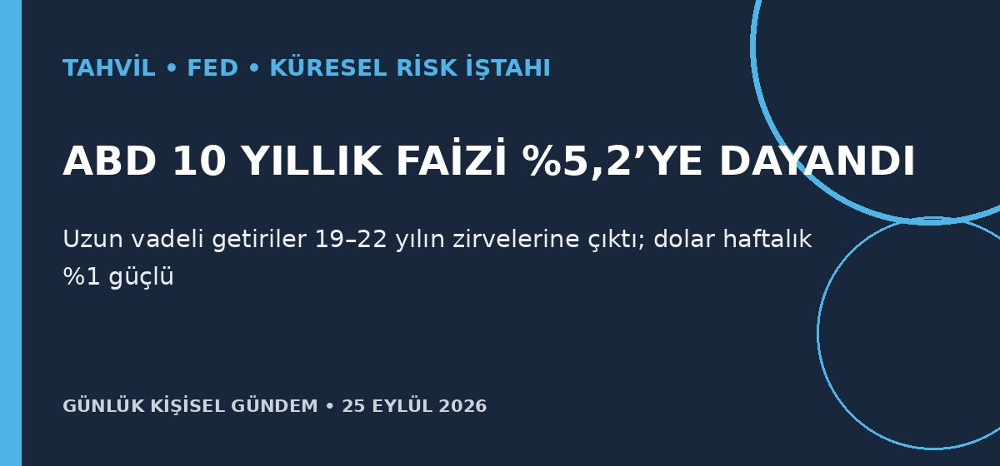 TAHVİL • FED • KÜRESEL RİSK İŞTAHI
ABD 10 YILLIK FAİZİ %5,2’YE DAYANDI
Uzun vadeli getiriler 19–22 yılın zirvelerine çıktı; dolar haftalık
%1 güçlü
GÜNLÜK KİŞİSEL GÜNDEM • 25 EYLÜL 2026